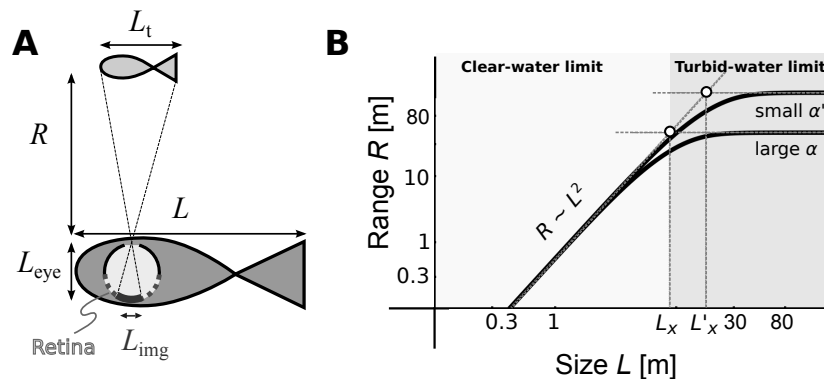 A
L_t
R
L
L_eye
Retina
L_img
B
Clear-water limit
Turbid-water limit
80
10
1
0.3
Range R [m]
R ~ L²
small α'
large α
0.3
1
L_x
L'_x
30
80
Size L [m]